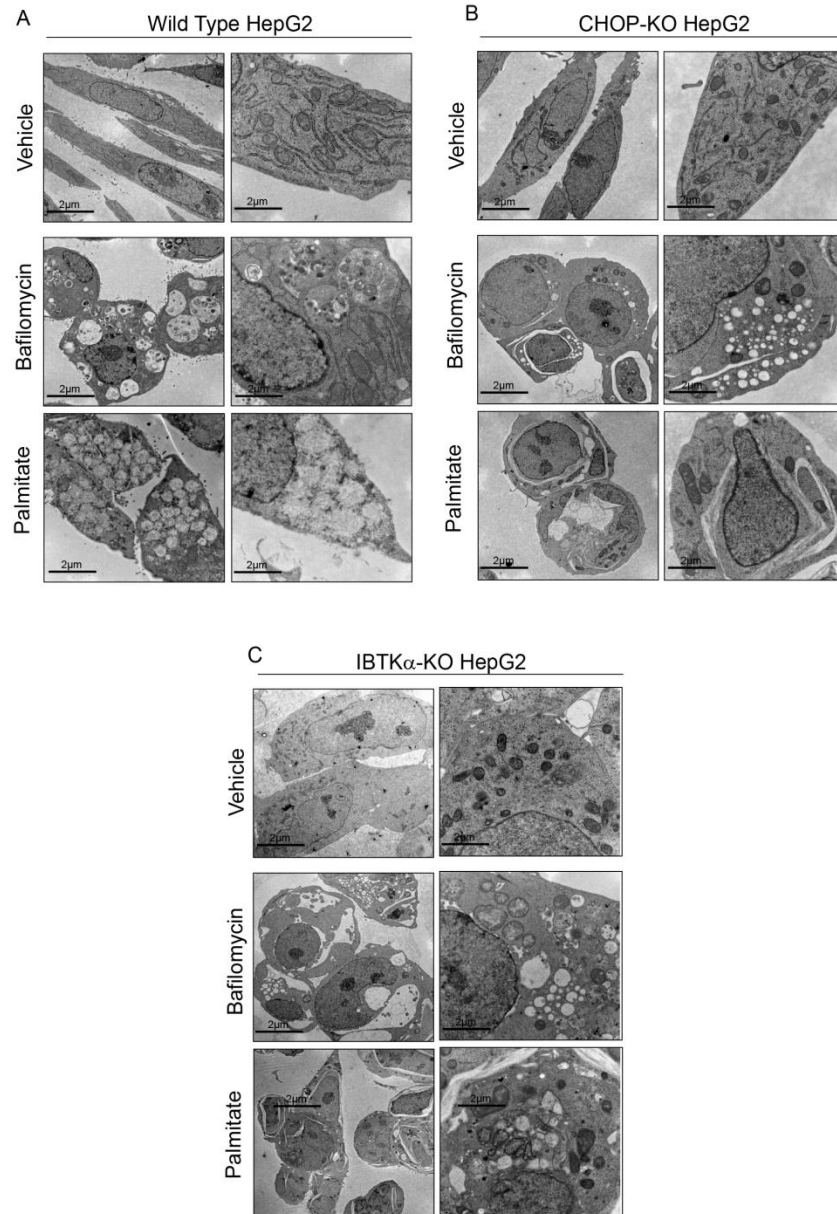 A
Wild Type HepG2
Vehicle
2µm
2µm
Bafilomycin
2µm
2µm
Palmitate
2µm
2µm
B
CHOP-KO HepG2
Vehicle
2µm
2µm
Bafilomycin
2µm
2µm
Palmitate
2µm
2µm
C
IBTKα-KO HepG2
Vehicle
2µm
2µm
Bafilomycin
2µm
2µm
Palmitate
2µm
2µm